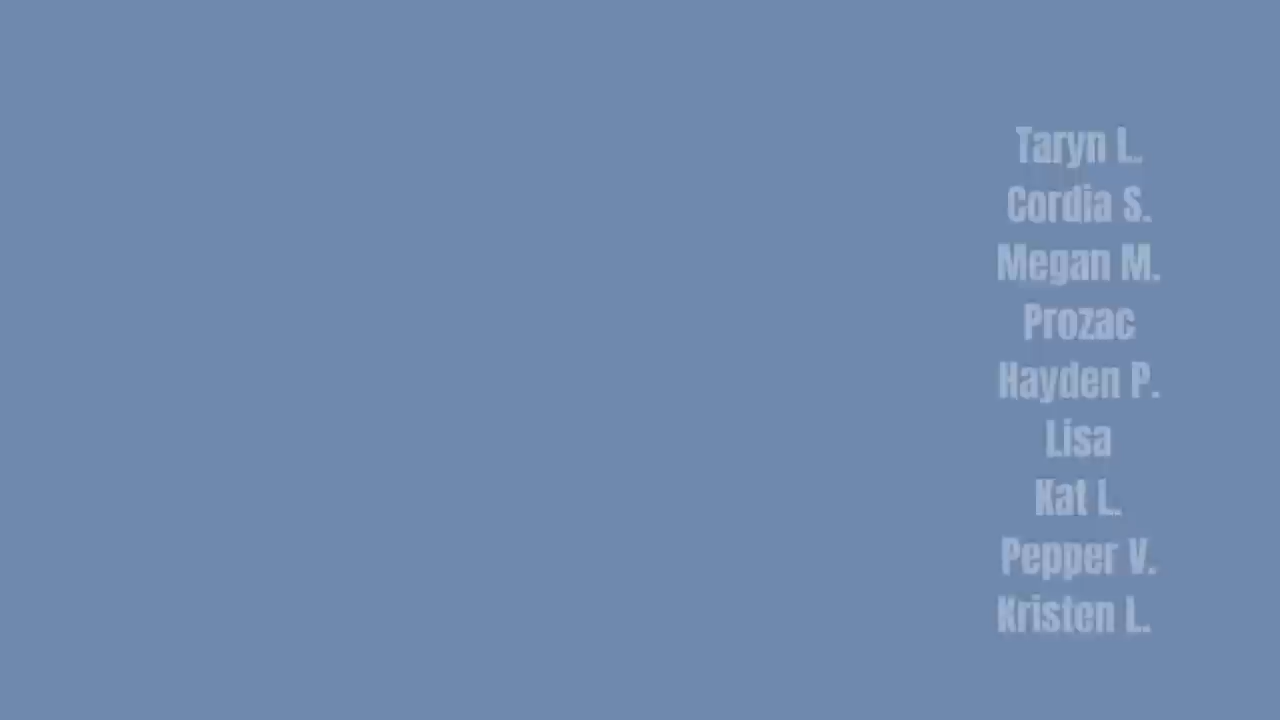 Taryn L.
Cordia S.
Megan M.
Prozac
Hayden P.
Lisa
Kat L.
Pepper V.
Kristen L.